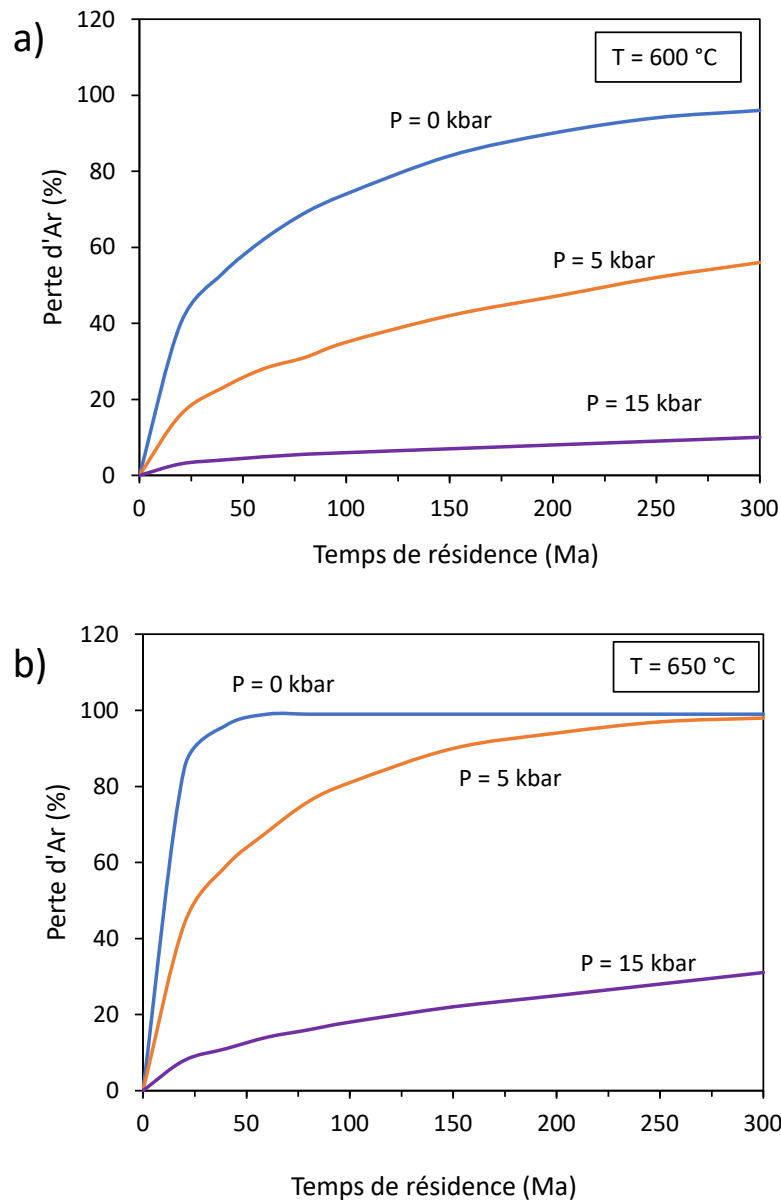 a)
T = 600 °C
P = 0 kbar
P = 5 kbar
P = 15 kbar
Perte d'Ar (%)
120
100
80
60
40
20
0
0 50 100 150 200 250 300
Temps de résidence (Ma)
b)
T = 650 °C
P = 0 kbar
P = 5 kbar
P = 15 kbar
Perte d'Ar (%)
120
100
80
60
40
20
0
0 50 100 150 200 250 300
Temps de résidence (Ma)